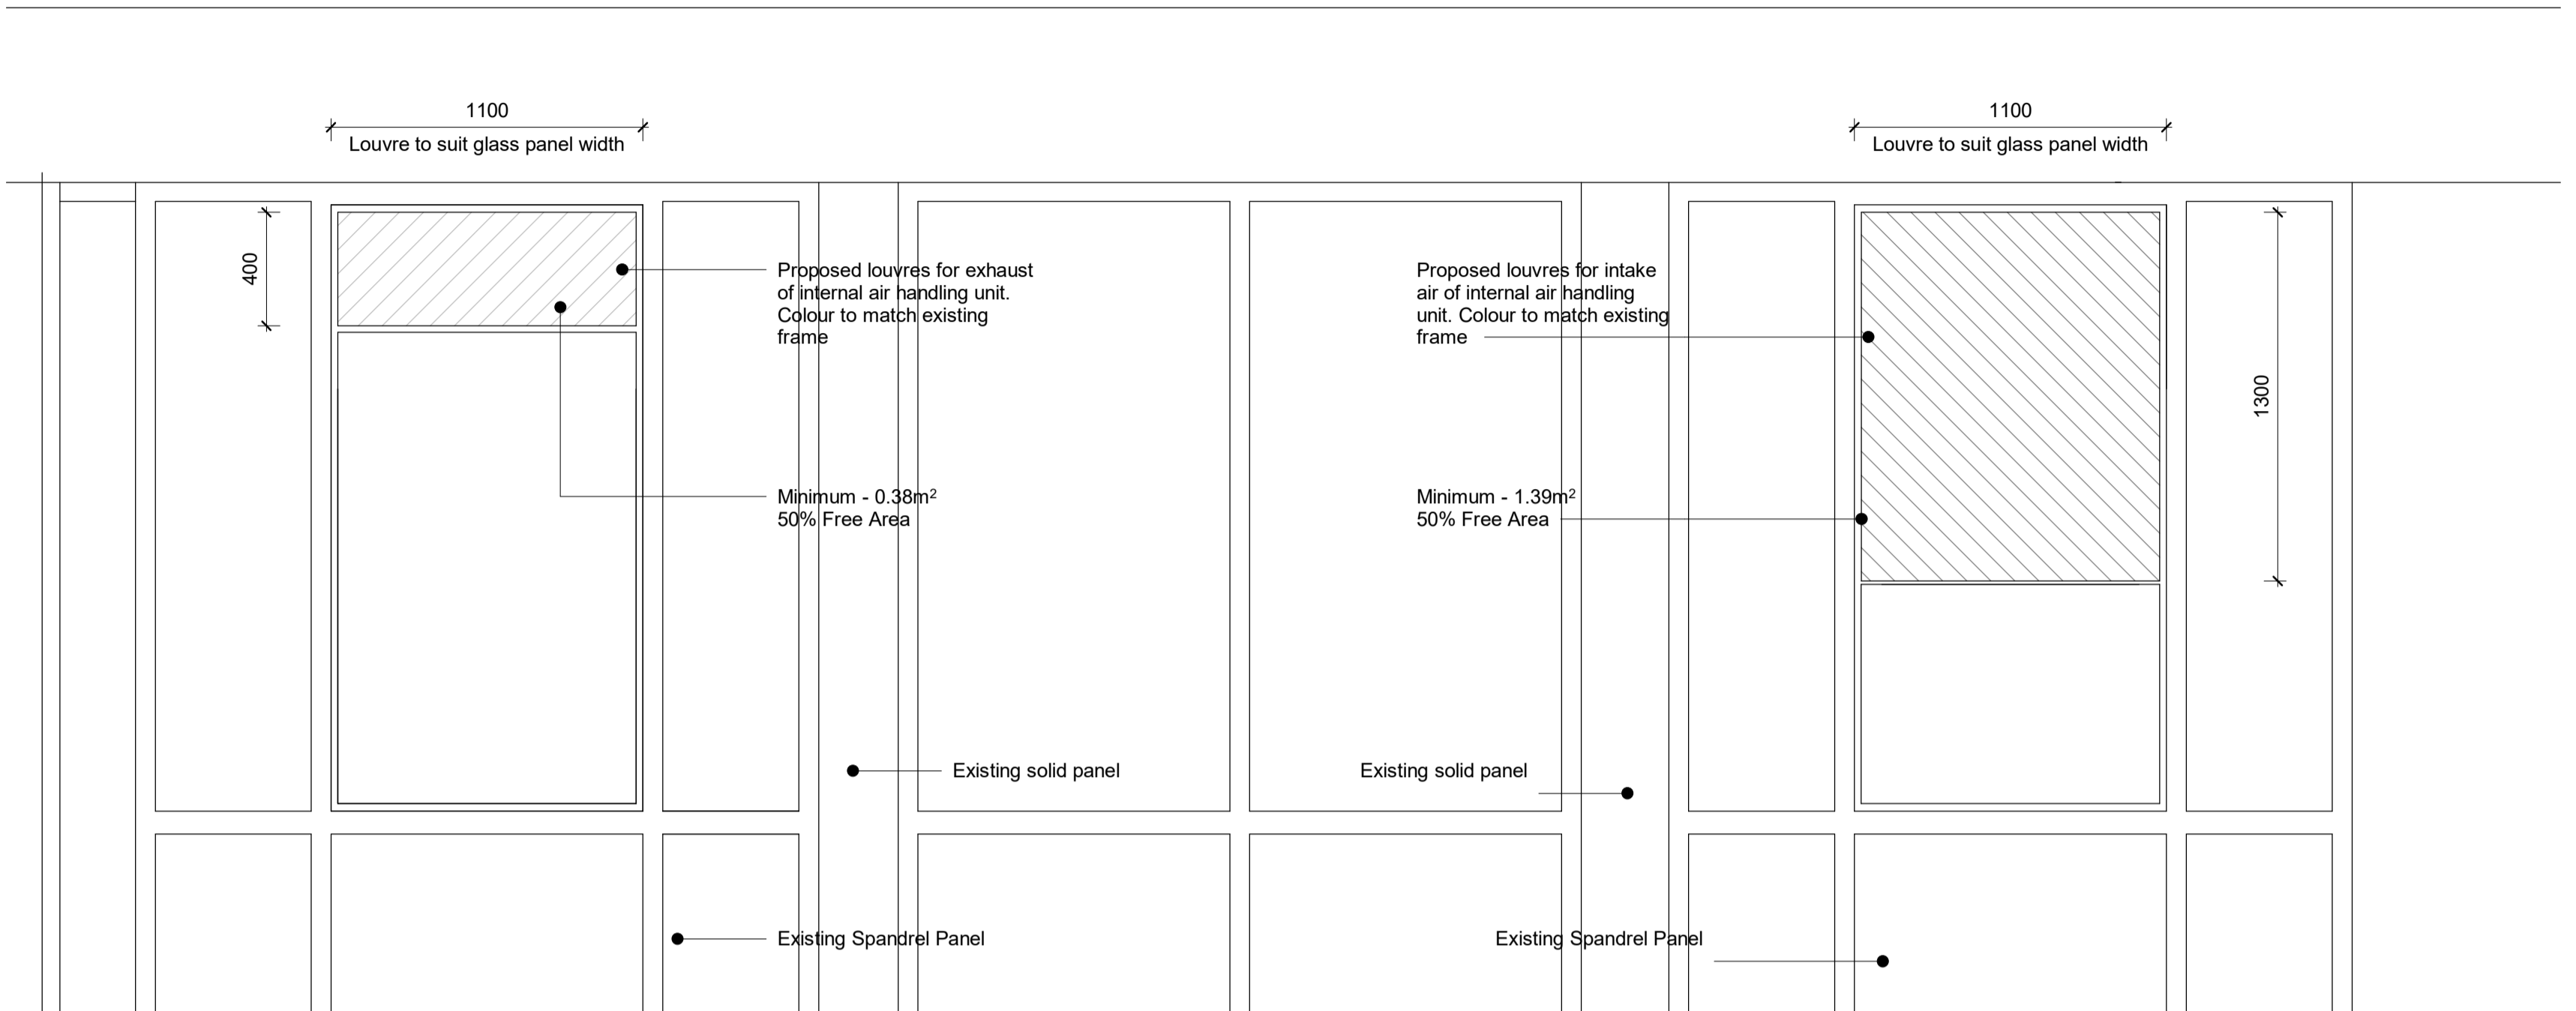 1100
Louvre to suit glass panel width
1100
Louvre to suit glass panel width
400
Proposed louvres for exhaust
of internal air handling unit.
Colour to match existing
frame
Minimum - 0.38m²
50% Free Area
Existing solid panel
Existing Spandrel Panel
Proposed louvres for intake
air of internal air handling
unit. Colour to match existing
frame
Minimum - 1.39m²
50% Free Area
Existing solid panel
Existing Spandrel Panel
1300